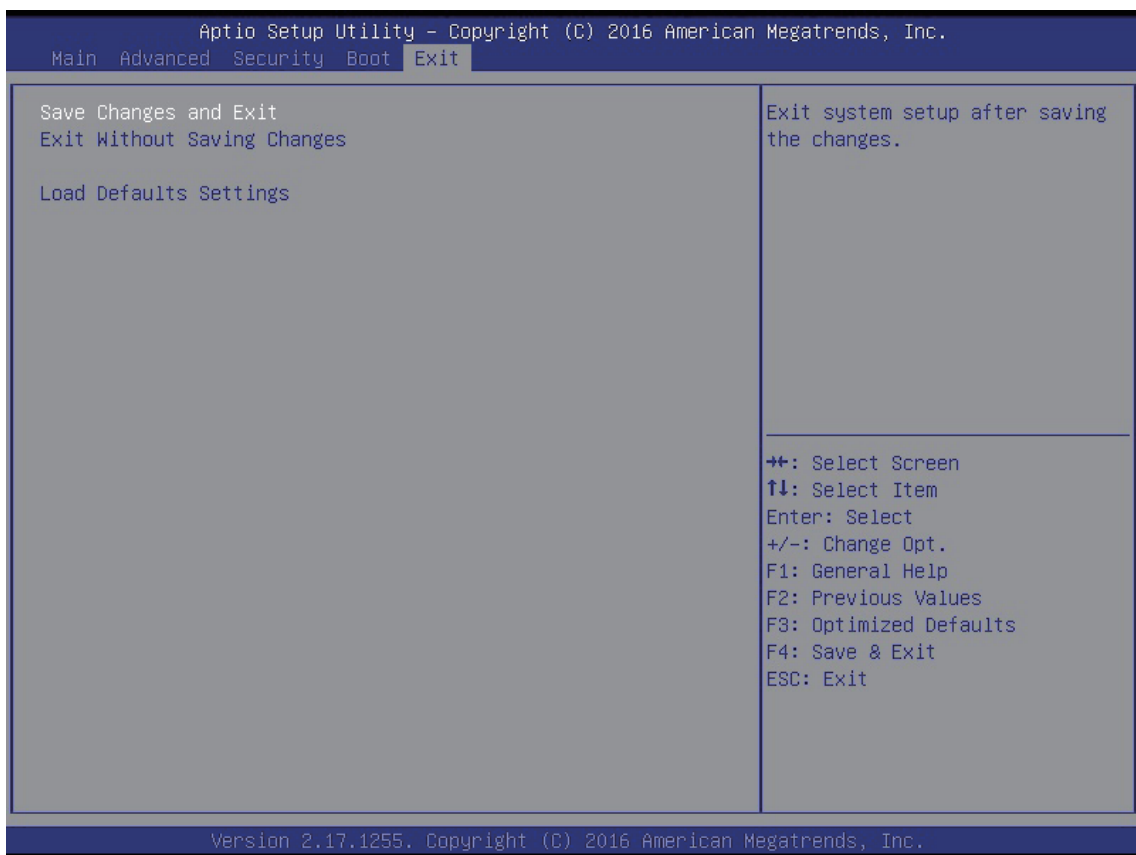 Aptio Setup Utility – Copyright (C) 2016 American Megatrends, Inc.
Main Advanced Security Boot Exit
Save Changes and Exit
Exit Without Saving Changes
Load Defaults Settings
Exit system setup after saving
the changes.
→←: Select Screen
↑↓: Select Item
Enter: Select
+/-: Change Opt.
F1: General Help
F2: Previous Values
F3: Optimized Defaults
F4: Save & Exit
ESC: Exit
Version 2.17.1255. Copyright (C) 2016 American Megatrends, Inc.